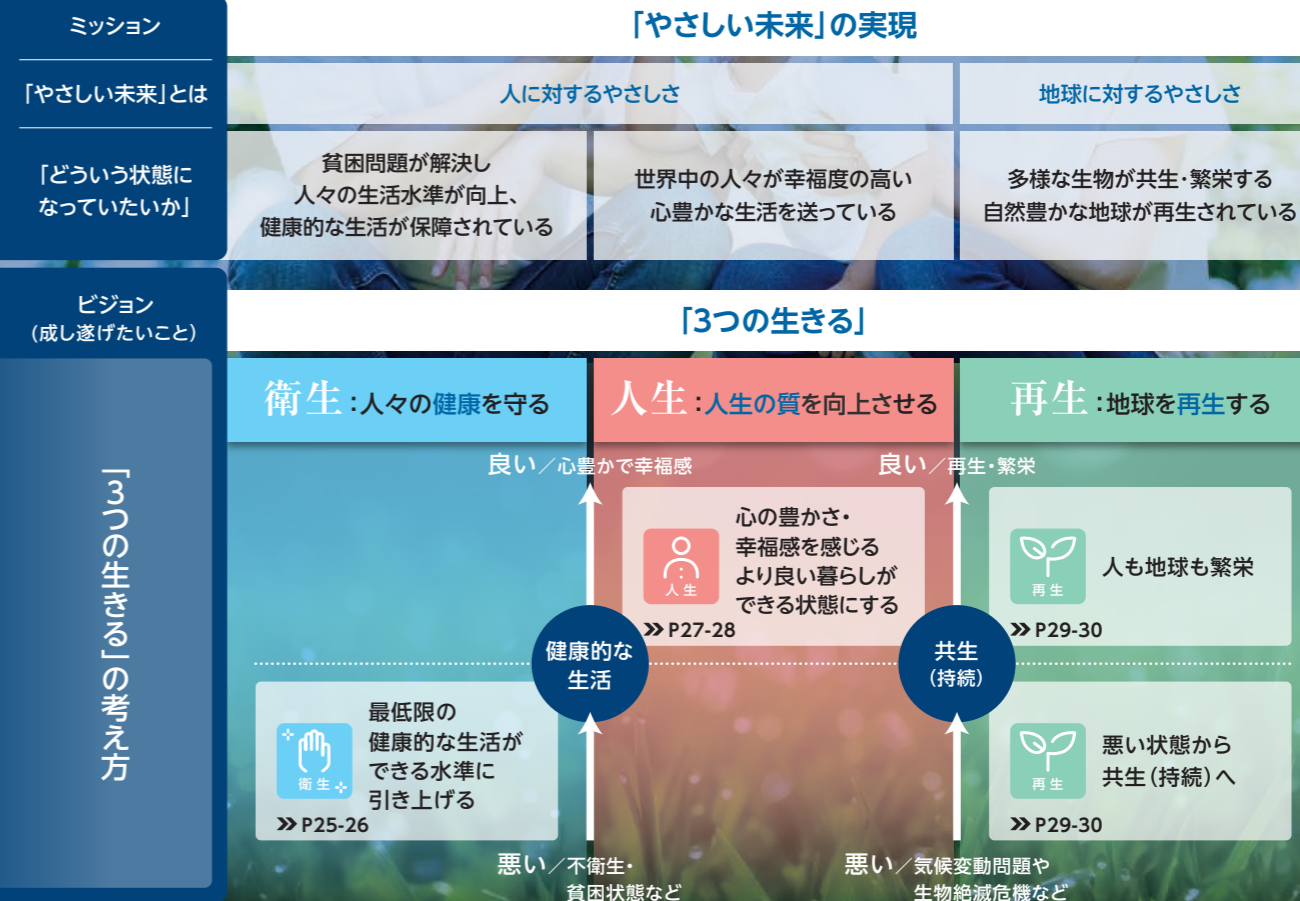 ミッション
「やさしい未来」の実現
「やさしい未来」とは
人に対するやさしさ
地球に対するやさしさ
「どういう状態に
なっていたいか」
貧困問題が解決し
人々の生活水準が向上、
健康的な生活が保障されている
世界中の人々が幸福度の高い
心豊かな生活を送っている
多様な生物が共生・繁栄する
自然豊かな地球が再生されている
ビジョン
(成し遂げたいこと)
「3つの生きる」
「3つの生きる」の考え方
衛生：人々の健康を守る
人生：人生の質を向上させる
再生：地球を再生する
良い／心豊かで幸福感
良い／再生・繁栄
人生
心の豊かさ・
幸福感を感じる
より良い暮らしが
できる状態にする
P27-28
再生
人も地球も繁栄
P29-30
健康的な
生活
共生
(持続)
衛生
最低限の
健康的な生活が
できる水準に
引き上げる
P25-26
再生
悪い状態から
共生(持続)へ
P29-30
悪い／不衛生・
貧困状態など
悪い／気候変動問題や
生物絶滅危機など